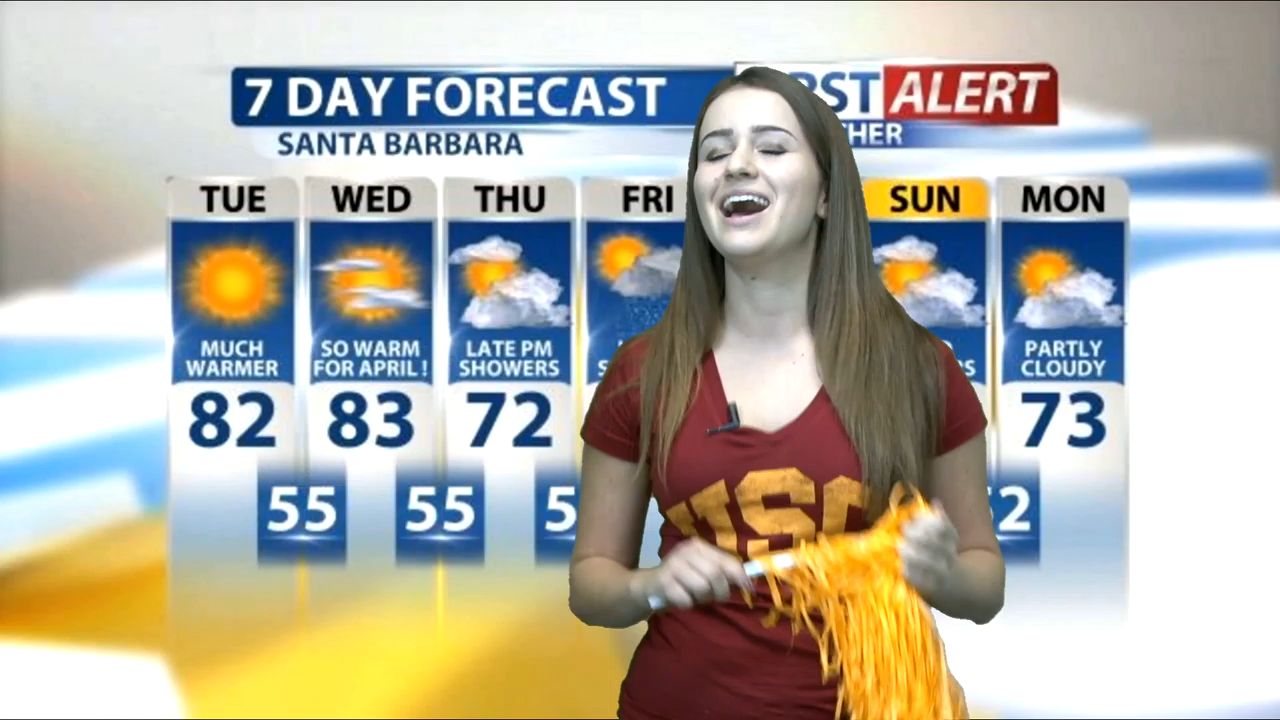 7 DAY FORECAST
ALERT
SANTA BARBARA
TUE WED THU FRI SUN MON
MUCH WARMER
SO WARM FOR APRIL !
LATE PM SHOWERS
PARTLY CLOUDY
82 83 72 73
55 55
USC